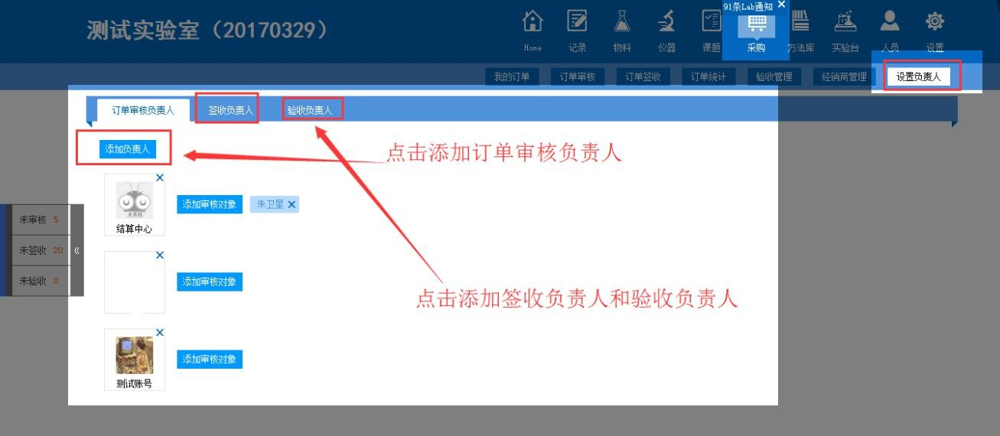 91条Lab通知
测试实验室（20170329）
Home
记录
物料
仪器
课题
采购
方法库
实验台
人员
设置
我的订单
订单审核
订单签收
订单统计
验收管理
经销商管理
设置负责人
订单审核负责人
签收负责人
验收负责人
添加负责人
点击添加订单审核负责人
添加审核对象
朱卫星
结算中心
未审核 5
未签收 20
未验收 0
添加审核对象
点击添加签收负责人和验收负责人
添加审核对象
测试账号